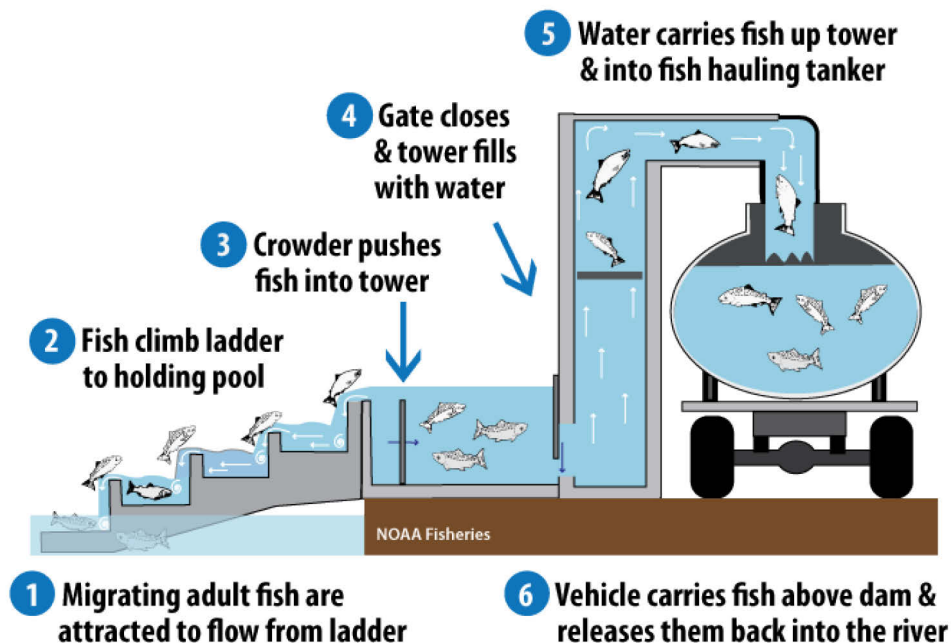 1 Migrating adult fish are
attracted to flow from ladder
2 Fish climb ladder
to holding pool
3 Crowder pushes
fish into tower
4 Gate closes
& tower fills
with water
5 Water carries fish up tower
& into fish hauling tanker
6 Vehicle carries fish above dam &
releases them back into the river
NOAA Fisheries